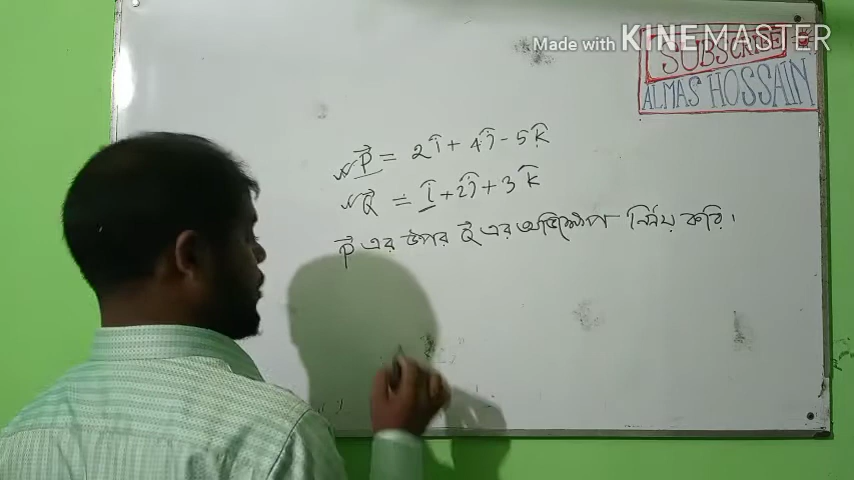 Made with KINEMASTER
SUBSCRIBE
ALMAS HOSSAIN
P⃗ = 2î + 4ĵ - 5k̂
Q⃗ = î + 2ĵ + 3k̂
P⃗ এর উপর Q⃗ এর অভিক্ষেপ নির্ণয় করি।